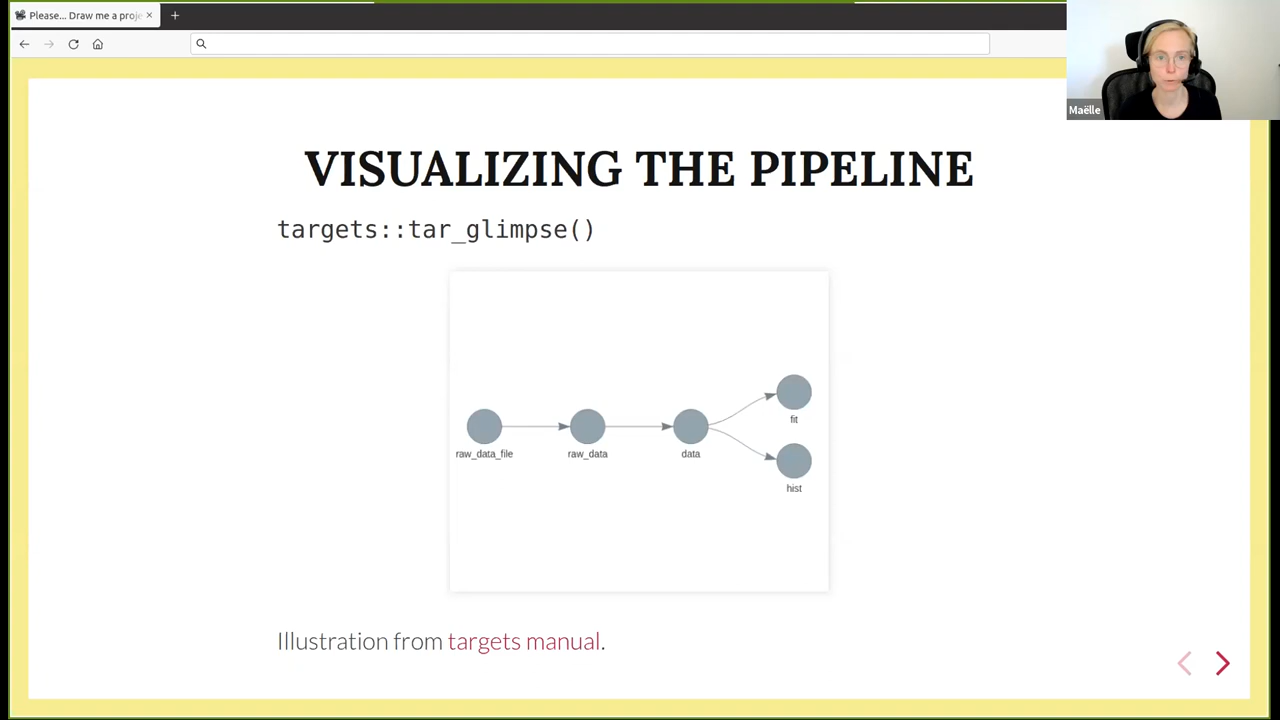 Please... Draw me a proje
Maëlle
VISUALIZING THE PIPELINE
targets::tar_glimpse()
fit
raw_data_file
raw_data
data
hist
Illustration from targets manual.